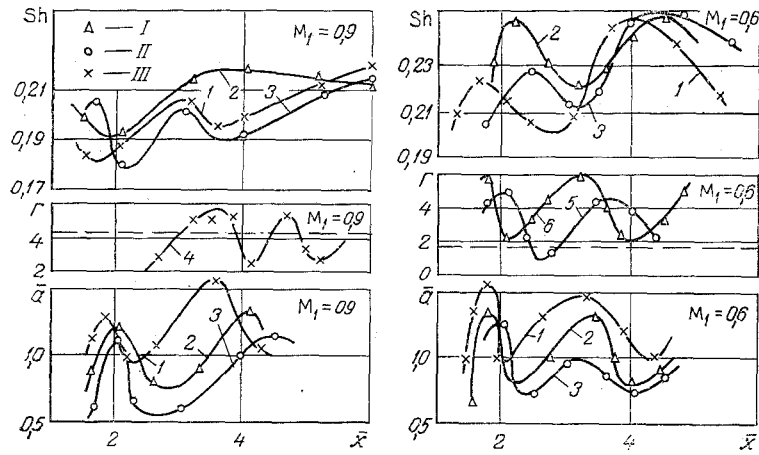 Sh
M₁=0,9
△ — I
○ — II
× — III
0,21
0,19
0,17
1
2
3
r
M₁=0,9
4
2
4
ā
M₁=0,9
1,0
0,5
1
2
3
2
4
x̄
Sh
M₁=0,6
0,23
0,21
0,19
2
3
1
r
M₁=0,6
4
2
0
6
5
ā
M₁=0,6
1,0
0,5
1
2
3
2
4
x̄